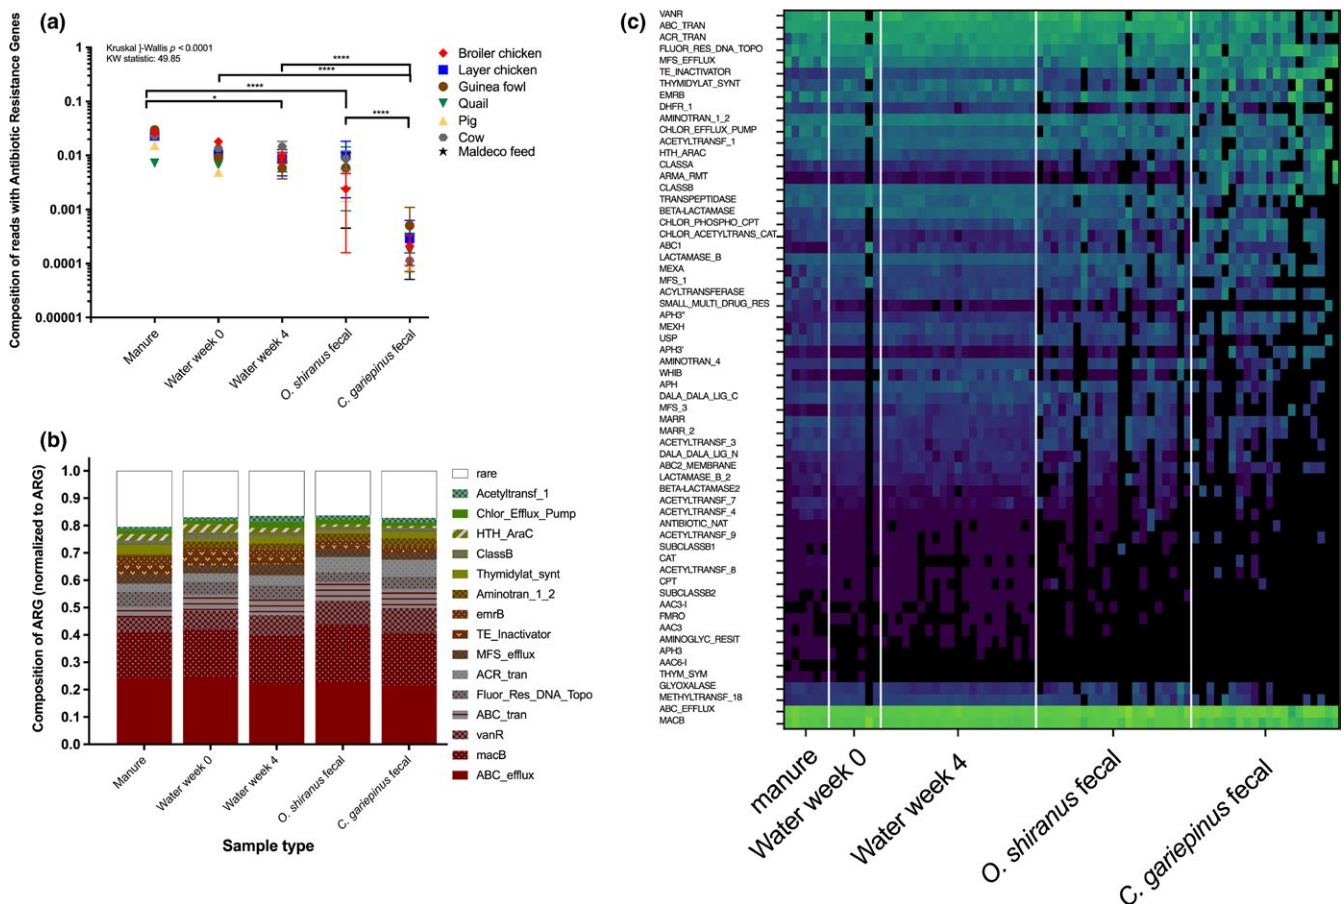 (a)
Composition of reads with Antibiotic Resistance Genes
1
0.1
0.01
0.001
0.0001
0.00001
Kruskal ]-Wallis p < 0.0001
KW statistic: 49.85
****
****
****
*
****
Broiler chicken
Layer chicken
Guinea fowl
Quail
Pig
Cow
Maldeco feed
Manure
Water week 0
Water week 4
O. shiranus fecal
C. gariepinus fecal
(b)
Composition of ARG (normalized to ARG)
1.0
0.9
0.8
0.7
0.6
0.5
0.4
0.3
0.2
0.1
0.0
rare
Acetyltransf_1
Chlor_Efflux_Pump
HTH_AraC
ClassB
Thymidylat_synt
Aminotran_1_2
emrB
TE_Inactivator
MFS_efflux
ACR_tran
Fluor_Res_DNA_Topo
ABC_tran
vanR
macB
ABC_efflux
Manure
Water week 0
Water week 4
O. shiranus fecal
C. gariepinus fecal
Sample type
(c)
VANR
ABC_TRAN
ACR_TRAN
FLUOR_RES_DNA_TOPO
MFS_EFFLUX
TE_INACTIVATOR
THYMIDYLAT_SYNT
EMRB
DHFR_1
AMINOTRAN_1_2
CHLOR_EFFLUX_PUMP
ACETYLTRANSF_1
HTH_ARAC
CLASSA
ARMA_RMT
CLASSB
TRANSPEPTIDASE
BETA-LACTAMASE
CHLOR_PHOSPHO_CPT
CHLOR_ACETYLTRANS_CAT
ABC1
LACTAMASE_B
MEXA
MFS_1
ACYLTRANSFERASE
SMALL_MULTI_DRUG_RES
APH3"
MEXH
USP
APH3'
AMINOTRAN_4
WHIB
APH
DALA_DALA_LIG_C
MFS_3
MARR
MARR_2
ACETYLTRANSF_3
DALA_DALA_LIG_N
ABC2_MEMBRANE
LACTAMASE_B_2
BETA-LACTAMASE2
ACETYLTRANSF_7
ACETYLTRANSF_4
ANTIBIOTIC_NAT
ACETYLTRANSF_9
SUBCLASSB1
CAT
ACETYLTRANSF_8
CPT
SUBCLASSB2
AAC3-I
FMRO
AAC3
AMINOGLYC_RESIT
APH3
AAC6-I
THYM_SYM
GLYOXALASE
METHYLTRANSF_18
ABC_EFFLUX
MACB
manure
Water week 0
Water week 4
O. shiranus fecal
C. gariepinus fecal